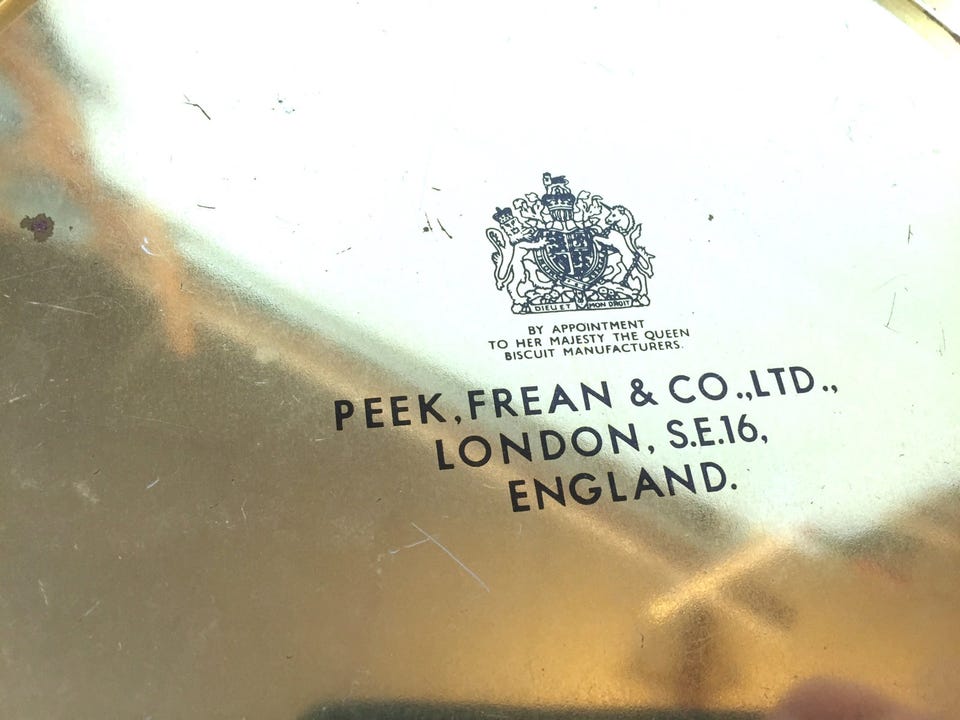 DIEU ET MON DROIT
BY APPOINTMENT
TO HER MAJESTY THE QUEEN
BISCUIT MANUFACTURERS.
PEEK, FREAN & CO.,LTD.,
LONDON, S.E.16,
ENGLAND.